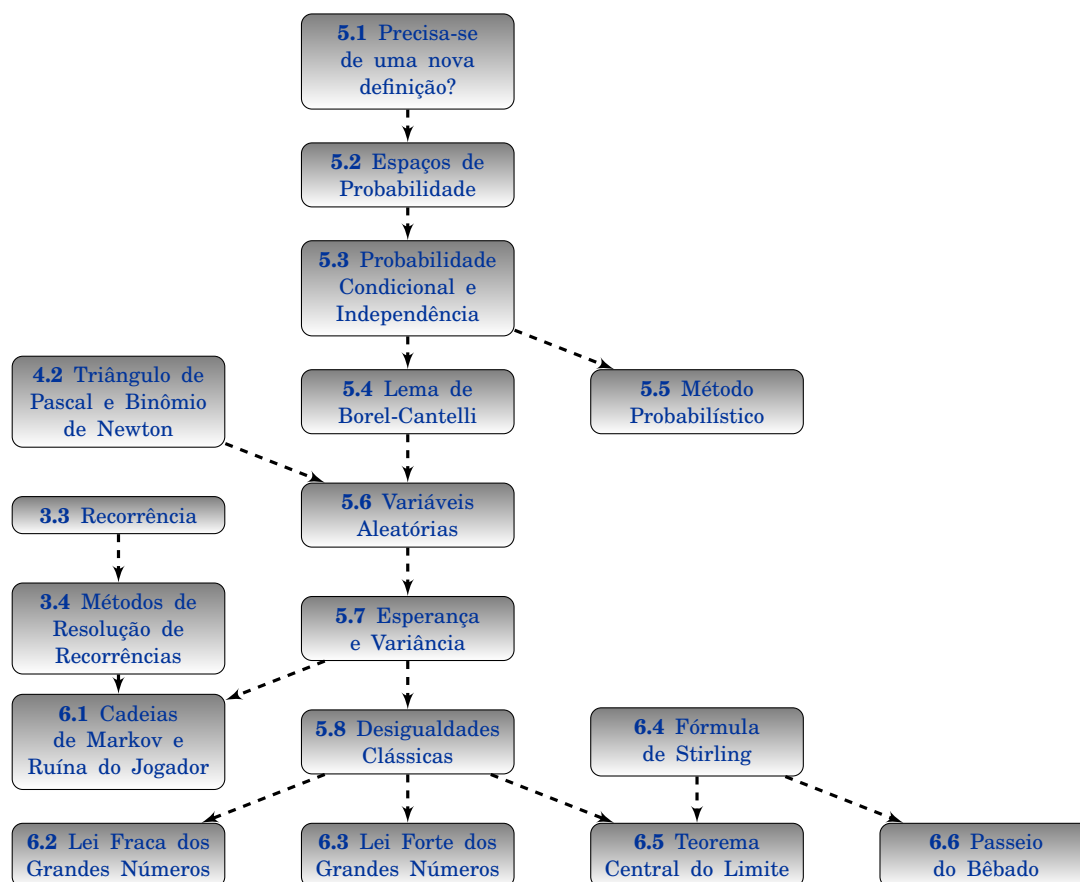 5.1 Precisa-se
de uma nova
definição?
5.2 Espaços de
Probabilidade
5.3 Probabilidade
Condicional e
Independência
4.2 Triângulo de
Pascal e Binômio
de Newton
5.4 Lema de
Borel-Cantelli
5.5 Método
Probabilístico
3.3 Recorrência
5.6 Variáveis
Aleatórias
3.4 Métodos de
Resolução de
Recorrências
5.7 Esperança
e Variância
6.1 Cadeias
de Markov e
Ruína do Jogador
5.8 Desigualdades
Clássicas
6.4 Fórmula
de Stirling
6.2 Lei Fraca dos
Grandes Números
6.3 Lei Forte dos
Grandes Números
6.5 Teorema
Central do Limite
6.6 Passeio
do Bêbado